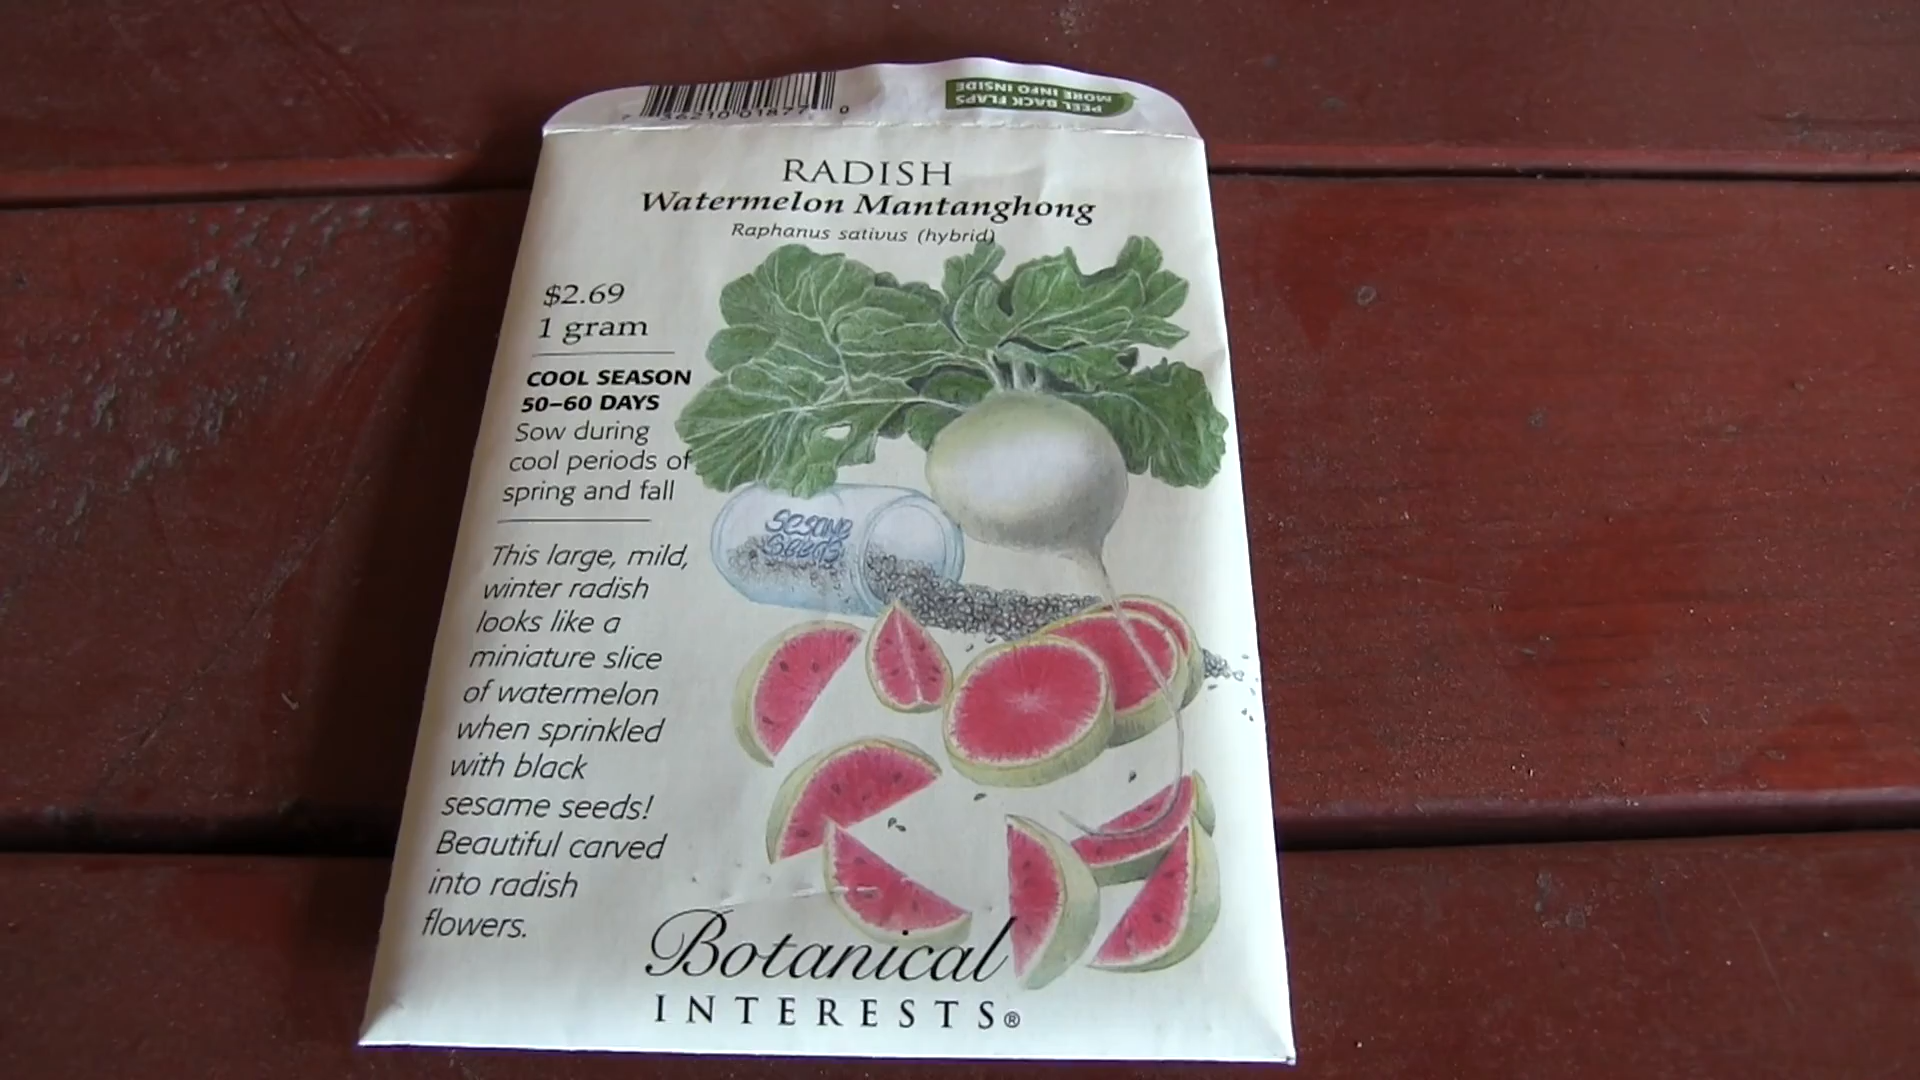 PEEL BACK FLAPS
MORE INFO INSIDE
RADISH
Watermelon Mantanghong
Raphanus sativus (hybrid)
$2.69
1 gram
COOL SEASON
50–60 DAYS
Sow during
cool periods of
spring and fall
This large, mild,
winter radish
looks like a
miniature slice
of watermelon
when sprinkled
with black
sesame seeds!
Beautiful carved
into radish
flowers.
Sesame
Seeds
Botanical
INTERESTS®